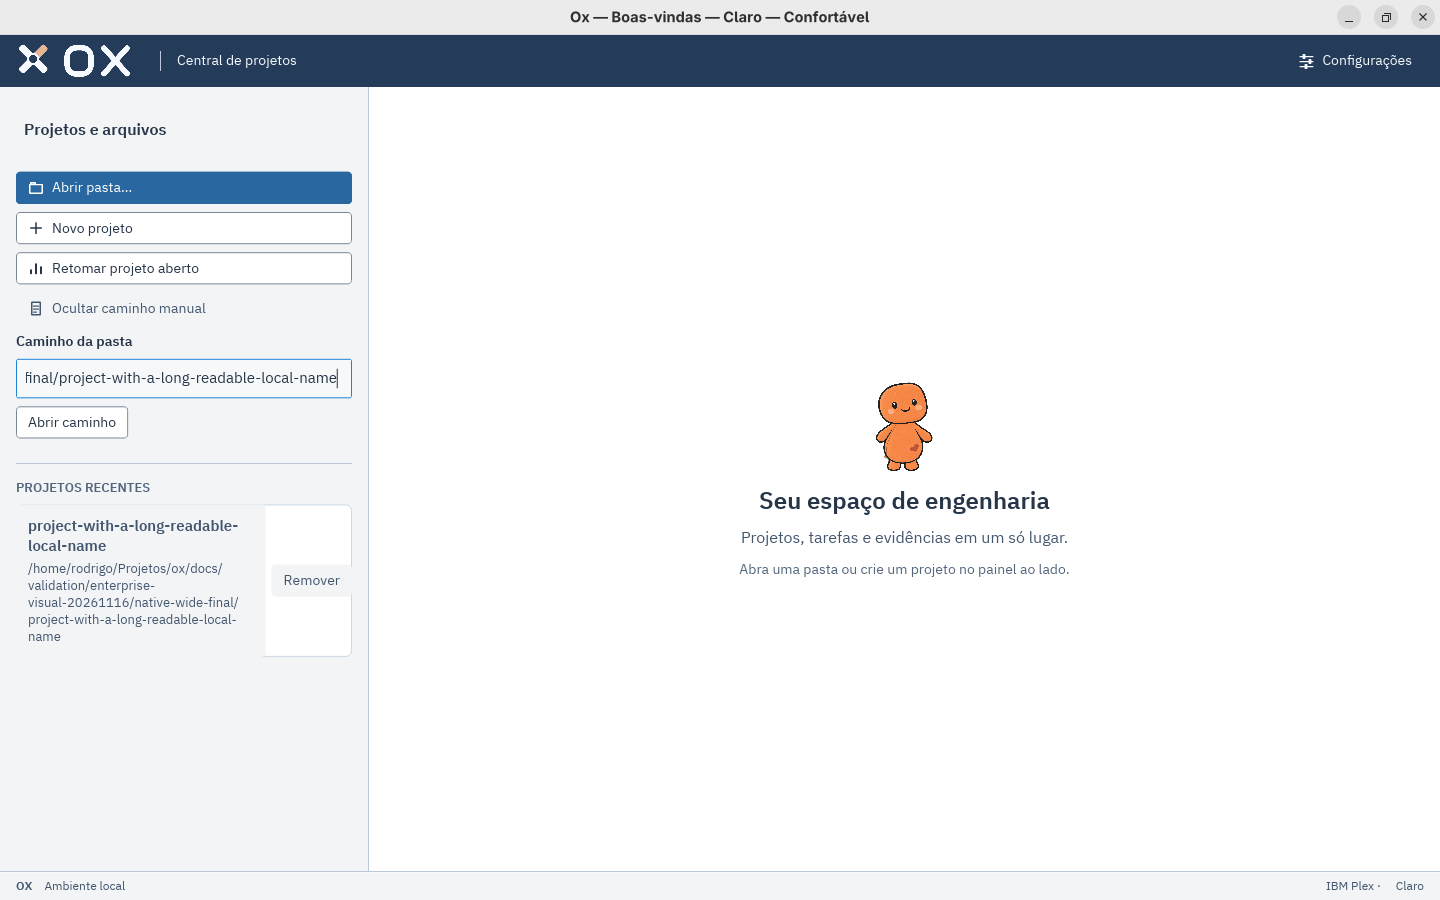 Ox — Boas-vindas — Claro — Confortável
OX
Central de projetos
Configurações
Projetos e arquivos
Abrir pasta...
Novo projeto
Retomar projeto aberto
Ocultar caminho manual
Caminho da pasta
final/project-with-a-long-readable-local-name
Abrir caminho
PROJETOS RECENTES
project-with-a-long-readable-
local-name
/home/rodrigo/Projetos/ox/docs/
validation/enterprise-
visual-20261116/native-wide-final/
project-with-a-long-readable-local-
name
Remover
Seu espaço de engenharia
Projetos, tarefas e evidências em um só lugar.
Abra uma pasta ou crie um projeto no painel ao lado.
OX Ambiente local
IBM Plex · Claro